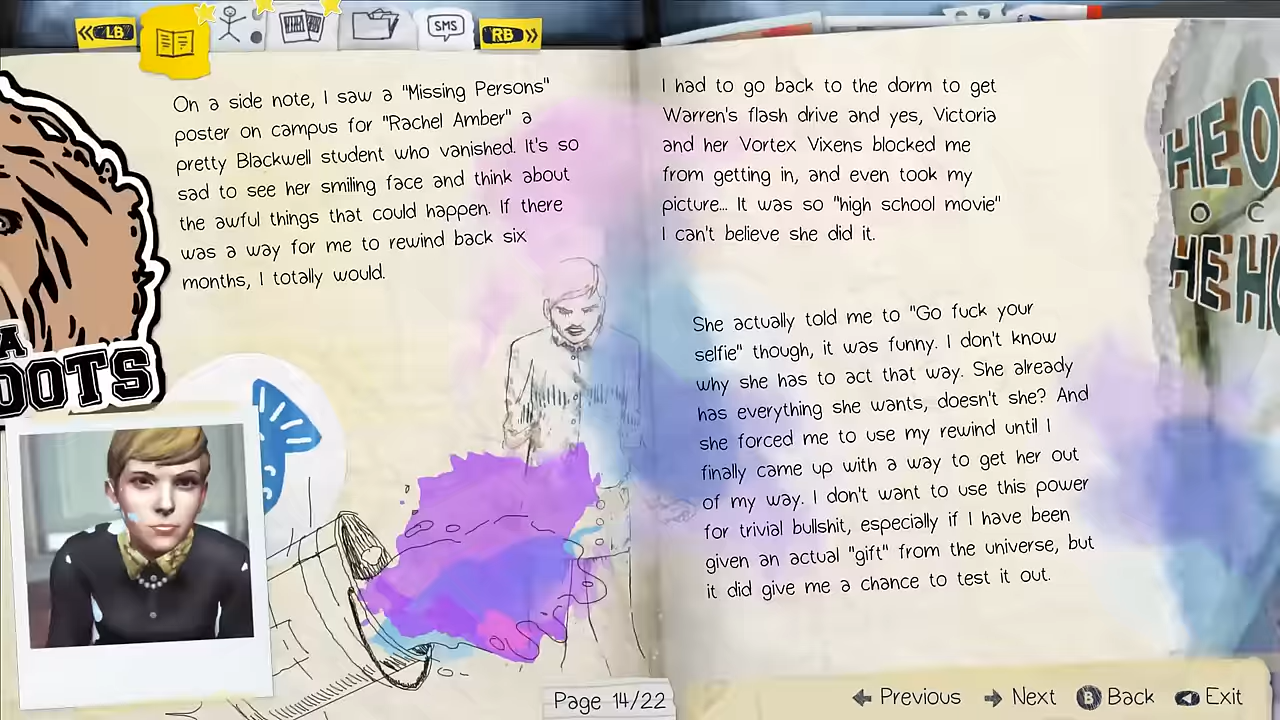 LB
SMS
RB
On a side note, I saw a "Missing Persons"
poster on campus for "Rachel Amber" a
pretty Blackwell student who vanished. It's so
sad to see her smiling face and think about
the awful things that could happen. If there
was a way for me to rewind back six
months, I totally would.
OOTS
I had to go back to the dorm to get
Warren's flash drive and yes, Victoria
and her Vortex Vixens blocked me
from getting in, and even took my
picture... It was so "high school movie"
I can't believe she did it.
She actually told me to "Go fuck your
selfie" though, it was funny. I don't know
why she has to act that way. She already
has everything she wants, doesn't she? And
she forced me to use my rewind until I
finally came up with a way to get her out
of my way. I don't want to use this power
for trivial bullshit, especially if I have been
given an actual "gift" from the universe, but
it did give me a chance to test it out.
HE O
O C
HE H
Page 14/22
Previous
Next
B Back
Exit